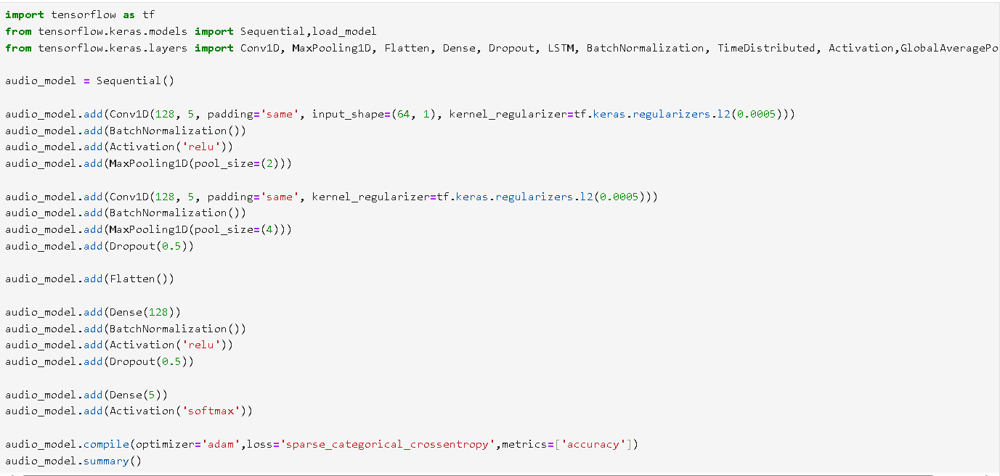 import tensorflow as tf
from tensorflow.keras.models import Sequential,load_model
from tensorflow.keras.layers import Conv1D, MaxPooling1D, Flatten, Dense, Dropout, LSTM, BatchNormalization, TimeDistributed, Activation,GlobalAveragePo
audio_model = Sequential()
audio_model.add(Conv1D(128, 5, padding='same', input_shape=(64, 1), kernel_regularizer=tf.keras.regularizers.l2(0.0005)))
audio_model.add(BatchNormalization())
audio_model.add(Activation('relu'))
audio_model.add(MaxPooling1D(pool_size=(2)))
audio_model.add(Conv1D(128, 5, padding='same', kernel_regularizer=tf.keras.regularizers.l2(0.0005)))
audio_model.add(BatchNormalization())
audio_model.add(MaxPooling1D(pool_size=(4)))
audio_model.add(Dropout(0.5))
audio_model.add(Flatten())
audio_model.add(Dense(128))
audio_model.add(BatchNormalization())
audio_model.add(Activation('relu'))
audio_model.add(Dropout(0.5))
audio_model.add(Dense(5))
audio_model.add(Activation('softmax'))
audio_model.compile(optimizer='adam',loss='sparse_categorical_crossentropy',metrics=['accuracy'])
audio_model.summary()